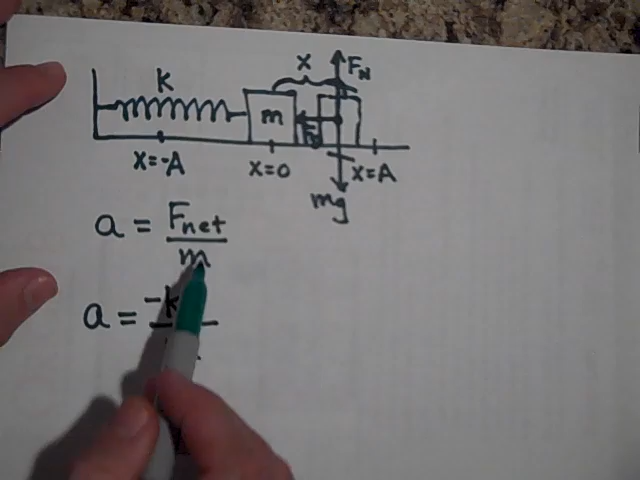 k
x
F_N
m
x=-A
x=0
x=A
mg
a = F_net / m
a = -k